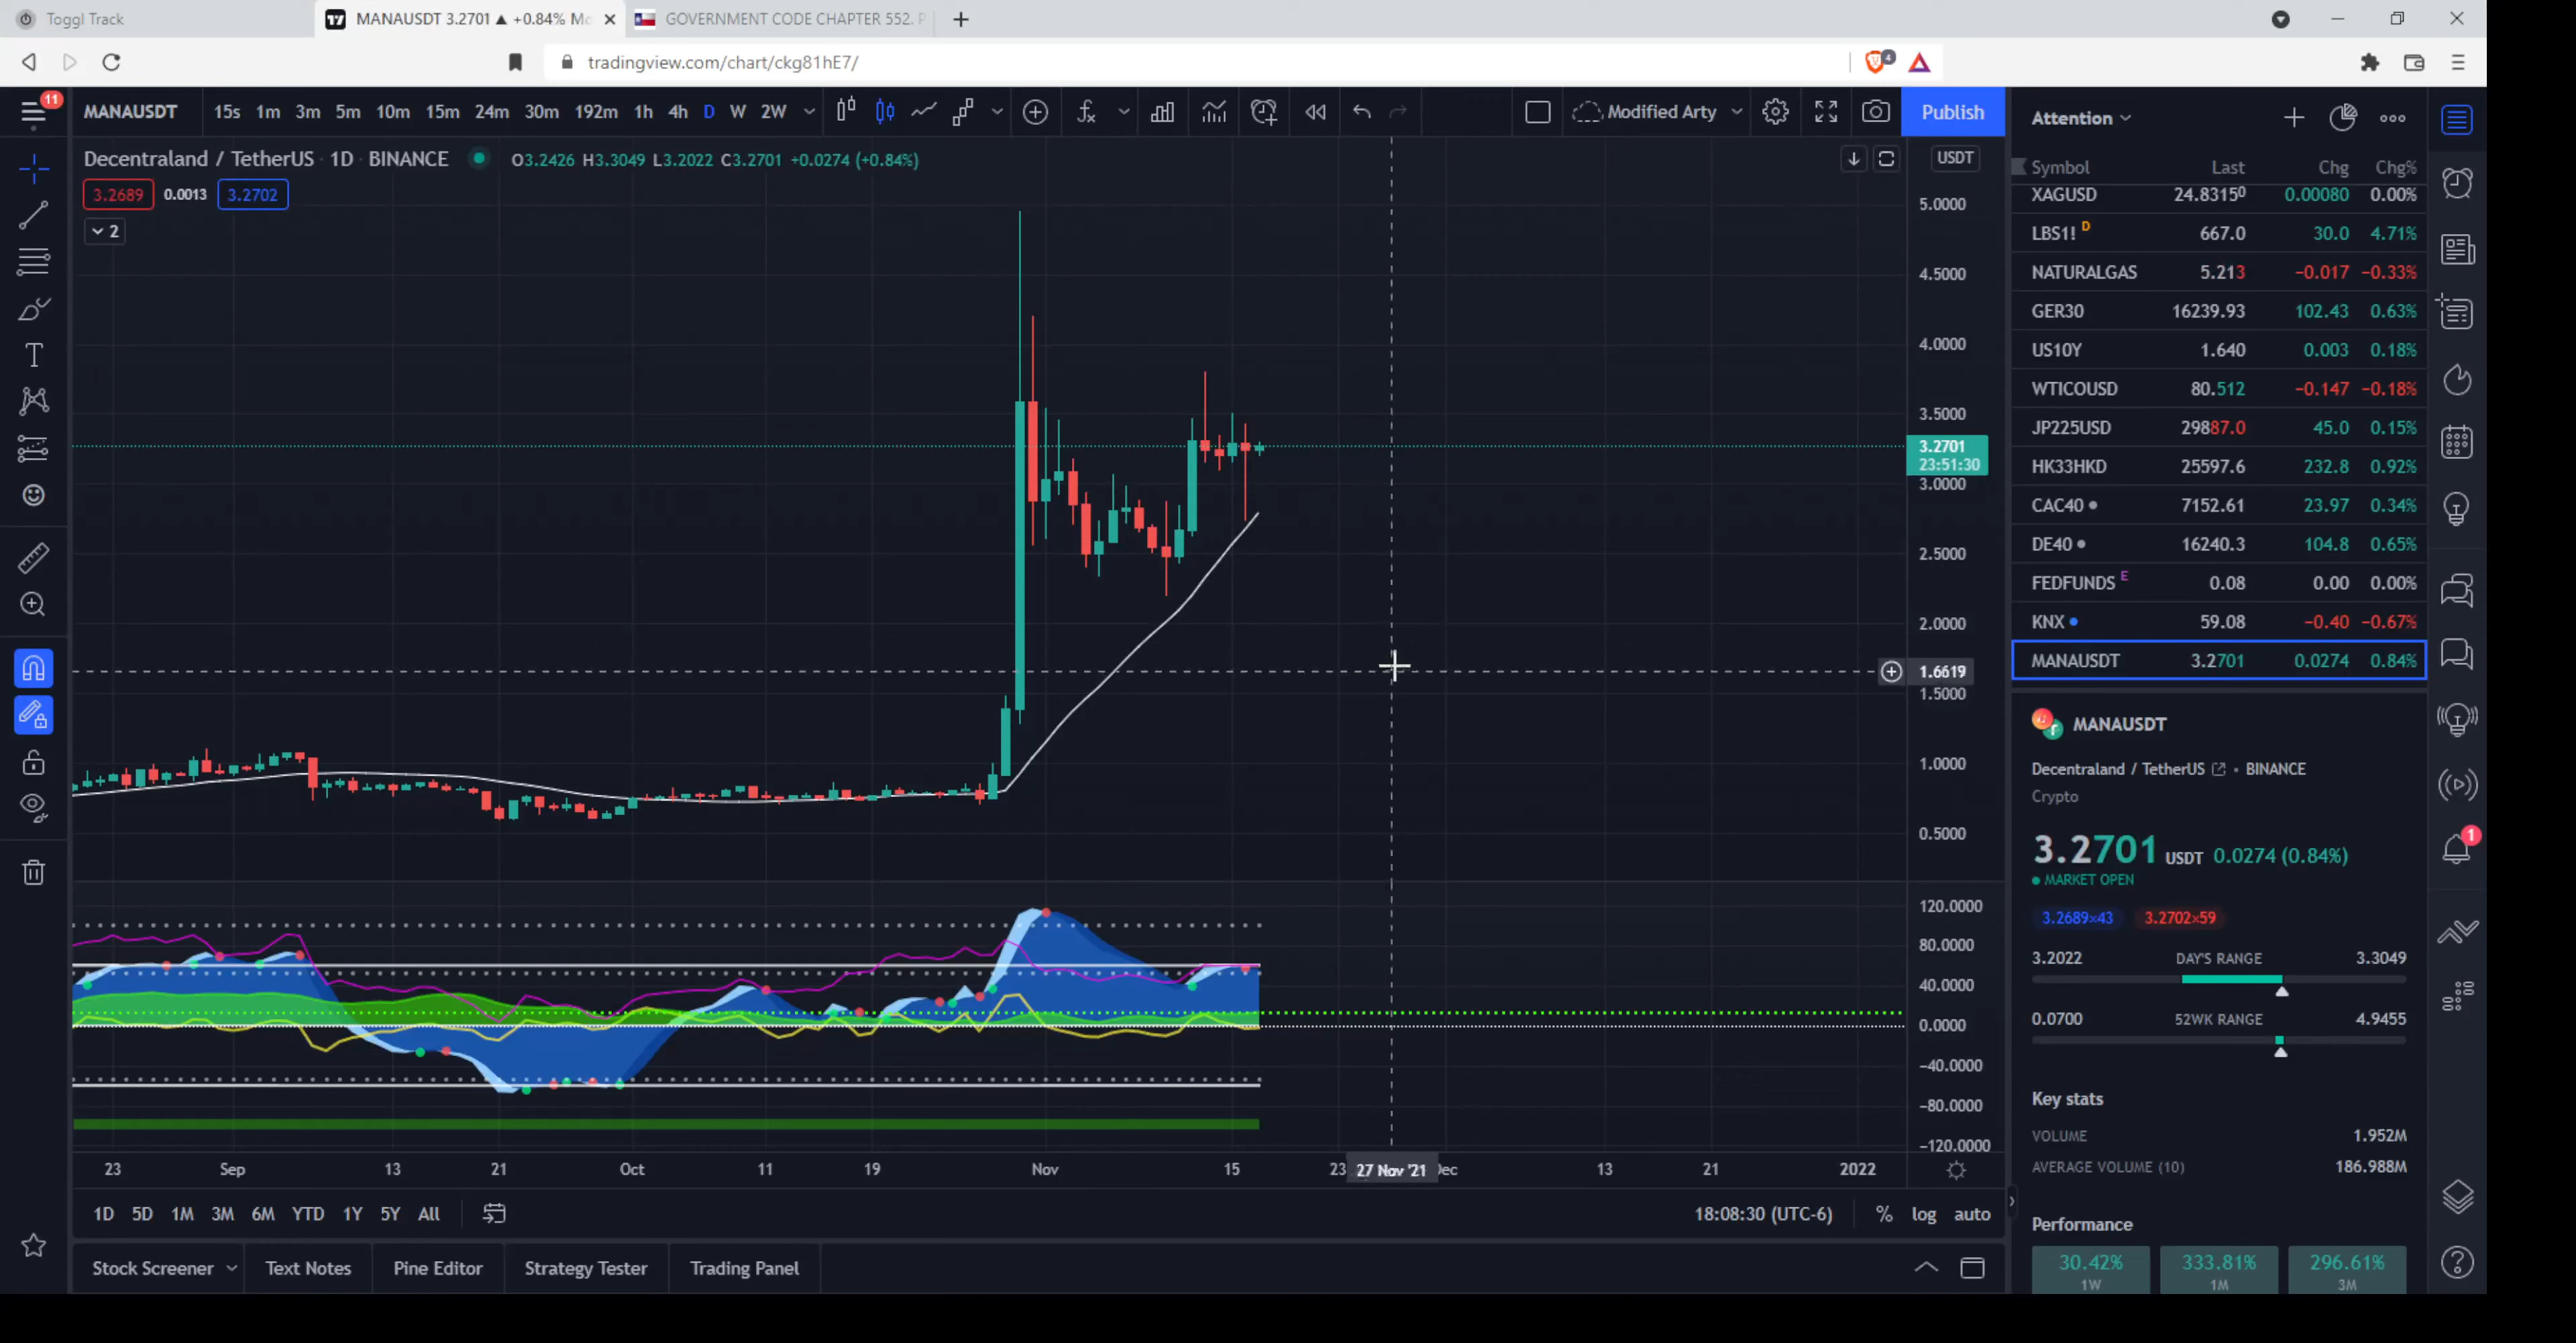 Toggl Track
MANAUSDT 3.2701 ▲ +0.84% Mo
GOVERNMENT CODE CHAPTER 552. P
tradingview.com/chart/ckg81hE7/
4
11
MANAUSDT 15s 1m 3m 5m 10m 15m 24m 30m 192m 1h 4h D W 2W
Modified Arty
Publish
Decentraland / TetherUS · 1D · BINANCE O3.2426 H3.3049 L3.2022 C3.2701 +0.0274 (+0.84%)
3.2689 0.0013 3.2702
2
USDT
5.0000
4.5000
4.0000
3.5000
3.2701
23:51:30
3.0000
2.5000
2.0000
1.6619
1.5000
1.0000
0.5000
120.0000
80.0000
40.0000
0.0000
−40.0000
−80.0000
−120.0000
23 Sep 13 21 Oct 11 19 Nov 15 23 27 Nov '21 Dec 13 21 2022
1D 5D 1M 3M 6M YTD 1Y 5Y All
18:08:30 (UTC-6) % log auto
Stock Screener Text Notes Pine Editor Strategy Tester Trading Panel
Attention
Symbol Last Chg Chg%
XAGUSD 24.8315⁰ 0.00080 0.00%
LBS1! D 667.0 30.0 4.71%
NATURALGAS 5.213 −0.017 −0.33%
GER30 16239.93 102.43 0.63%
US10Y 1.640 0.003 0.18%
WTICOUSD 80.512 −0.147 −0.18%
JP225USD 29887.0 45.0 0.15%
HK33HKD 25597.6 232.8 0.92%
CAC40 7152.61 23.97 0.34%
DE40 16240.3 104.8 0.65%
FEDFUNDS E 0.08 0.00 0.00%
KNX 59.08 −0.40 −0.67%
MANAUSDT 3.2701 0.0274 0.84%
MANAUSDT
Decentraland / TetherUS • BINANCE
Crypto
3.2701 USDT 0.0274 (0.84%)
MARKET OPEN
3.2689×43 3.2702×59
3.2022 DAY'S RANGE 3.3049
0.0700 52WK RANGE 4.9455
Key stats
VOLUME 1.952M
AVERAGE VOLUME (10) 186.988M
Performance
30.42% 333.81% 296.61%
1W 1M 3M
1